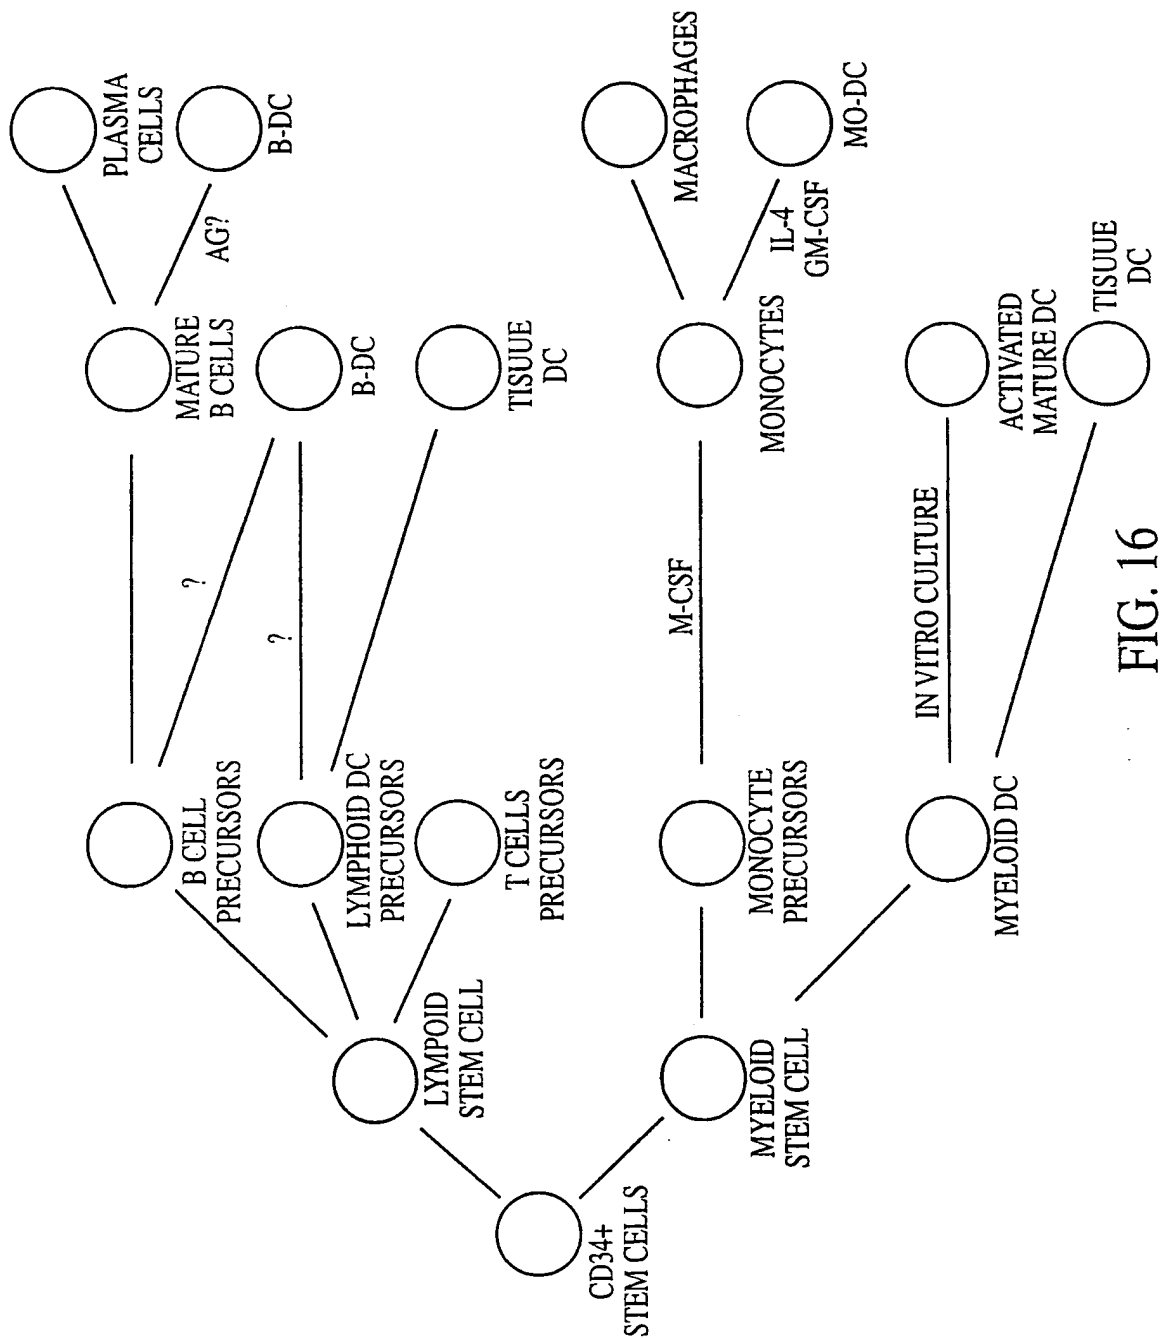 CD34+
STEM CELLS
LYMPOID
STEM CELL
MYELOID
STEM CELL
B CELL
PRECURSORS
LYMPHOID DC
PRECURSORS
T CELLS
PRECURSORS
MONOCYTE
PRECURSORS
MYELOID DC
?
?
M-CSF
IN VITRO CULTURE
MATURE
B CELLS
B-DC
TISUUE
DC
MONOCYTES
ACTIVATED
MATURE DC
TISUUE
DC
AG?
IL-4
GM-CSF
PLASMA
CELLS
B-DC
MACROPHAGES
MO-DC
FIG. 16